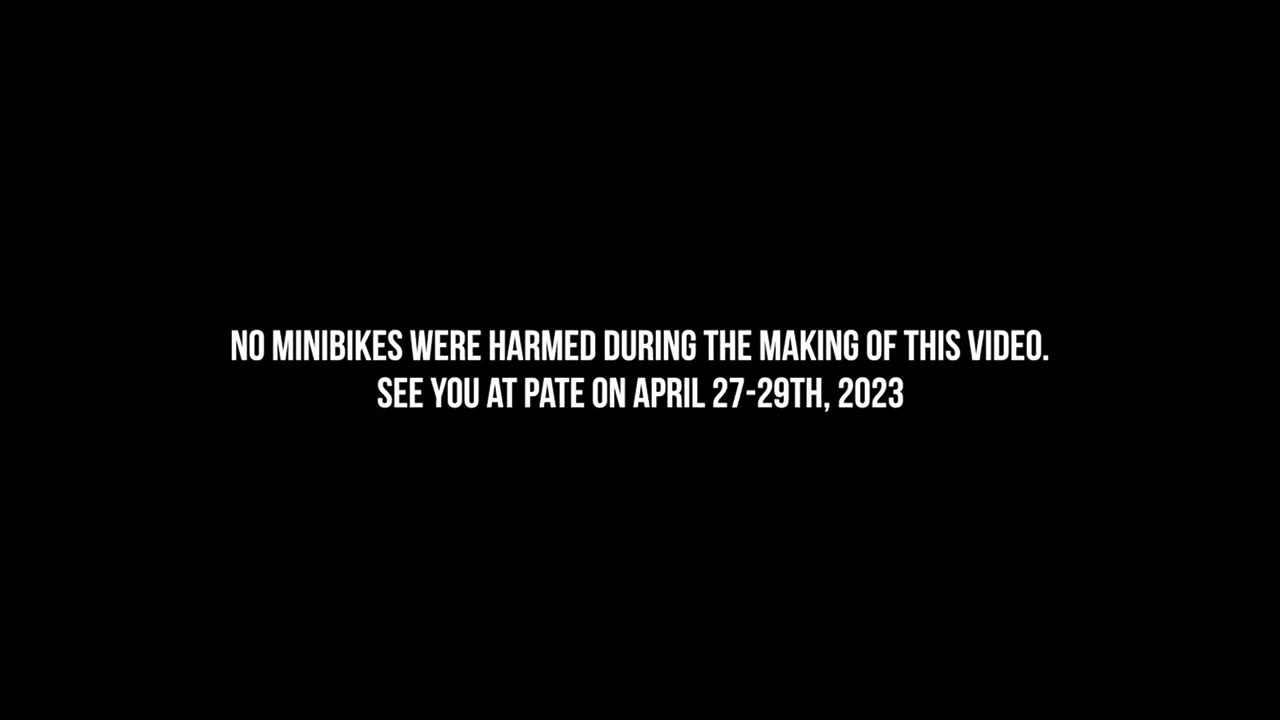 NO MINIBIKES WERE HARMED DURING THE MAKING OF THIS VIDEO.
SEE YOU AT PATE ON APRIL 27-29TH, 2023